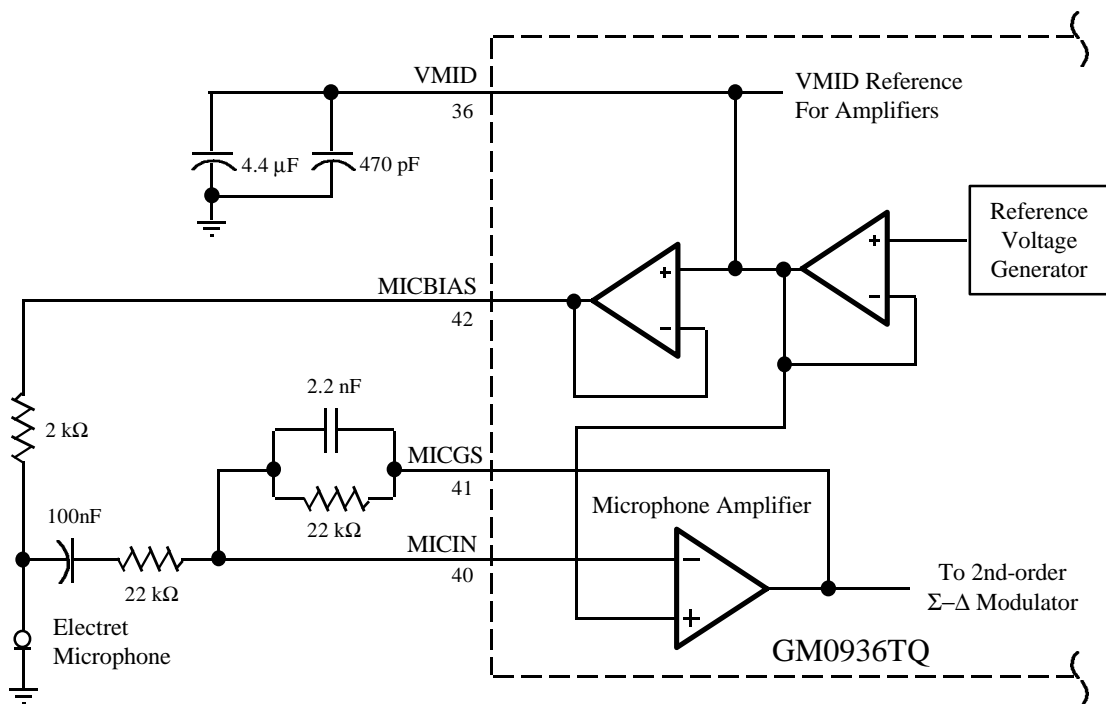 VMID
36
VMID Reference
For Amplifiers
4.4 µF
470 pF
Reference
Voltage
Generator
+
−
+
−
MICBIAS
42
2.2 nF
2 kΩ
MICGS
41
22 kΩ
Microphone Amplifier
100nF
22 kΩ
MICIN
40
−
+
To 2nd-order
Σ−Δ Modulator
Electret
Microphone
GM0936TQ